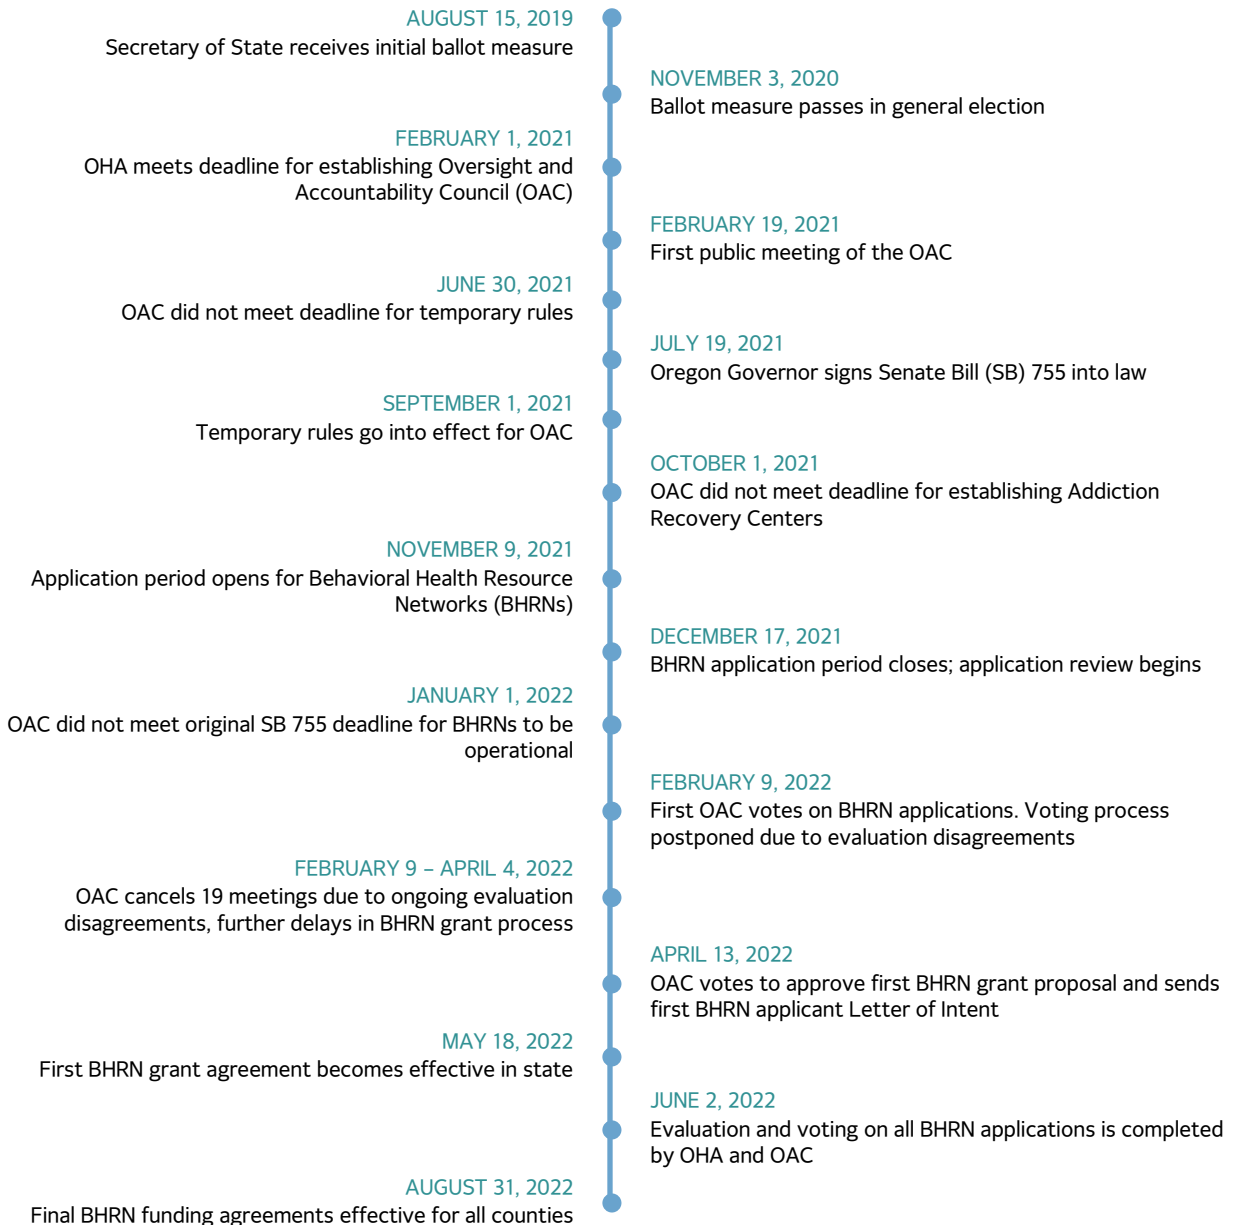 AUGUST 15, 2019
Secretary of State receives initial ballot measure
NOVEMBER 3, 2020
Ballot measure passes in general election
FEBRUARY 1, 2021
OHA meets deadline for establishing Oversight and
Accountability Council (OAC)
FEBRUARY 19, 2021
First public meeting of the OAC
JUNE 30, 2021
OAC did not meet deadline for temporary rules
JULY 19, 2021
Oregon Governor signs Senate Bill (SB) 755 into law
SEPTEMBER 1, 2021
Temporary rules go into effect for OAC
OCTOBER 1, 2021
OAC did not meet deadline for establishing Addiction
Recovery Centers
NOVEMBER 9, 2021
Application period opens for Behavioral Health Resource
Networks (BHRNs)
DECEMBER 17, 2021
BHRN application period closes; application review begins
JANUARY 1, 2022
OAC did not meet original SB 755 deadline for BHRNs to be
operational
FEBRUARY 9, 2022
First OAC votes on BHRN applications. Voting process
postponed due to evaluation disagreements
FEBRUARY 9 – APRIL 4, 2022
OAC cancels 19 meetings due to ongoing evaluation
disagreements, further delays in BHRN grant process
APRIL 13, 2022
OAC votes to approve first BHRN grant proposal and sends
first BHRN applicant Letter of Intent
MAY 18, 2022
First BHRN grant agreement becomes effective in state
JUNE 2, 2022
Evaluation and voting on all BHRN applications is completed
by OHA and OAC
AUGUST 31, 2022
Final BHRN funding agreements effective for all counties